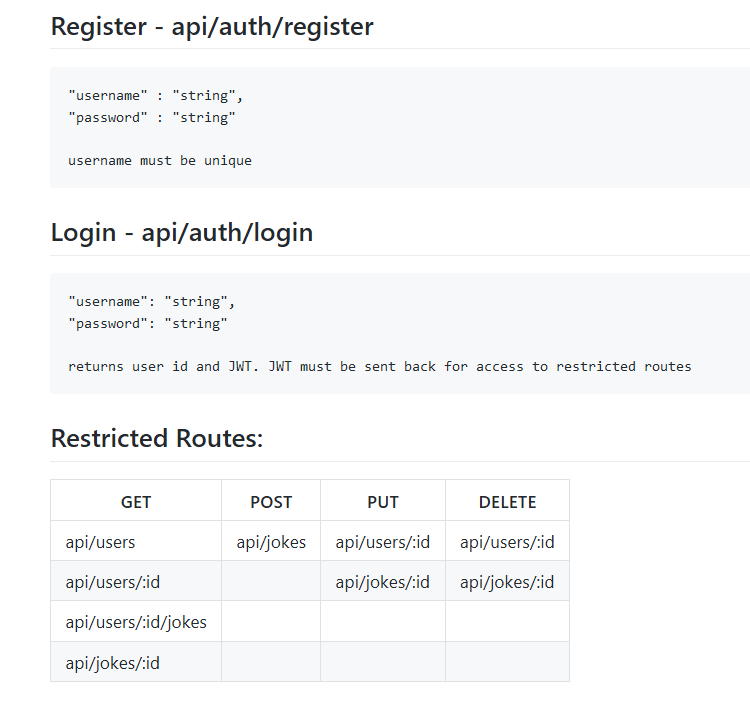 Register - api/auth/register
"username" : "string",
"password" : "string"
username must be unique
Login - api/auth/login
"username": "string",
"password": "string"
returns user id and JWT. JWT must be sent back for access to restricted routes
Restricted Routes:
GET POST PUT DELETE
api/users api/jokes api/users/:id api/users/:id
api/users/:id api/jokes/:id api/jokes/:id
api/users/:id/jokes
api/jokes/:id